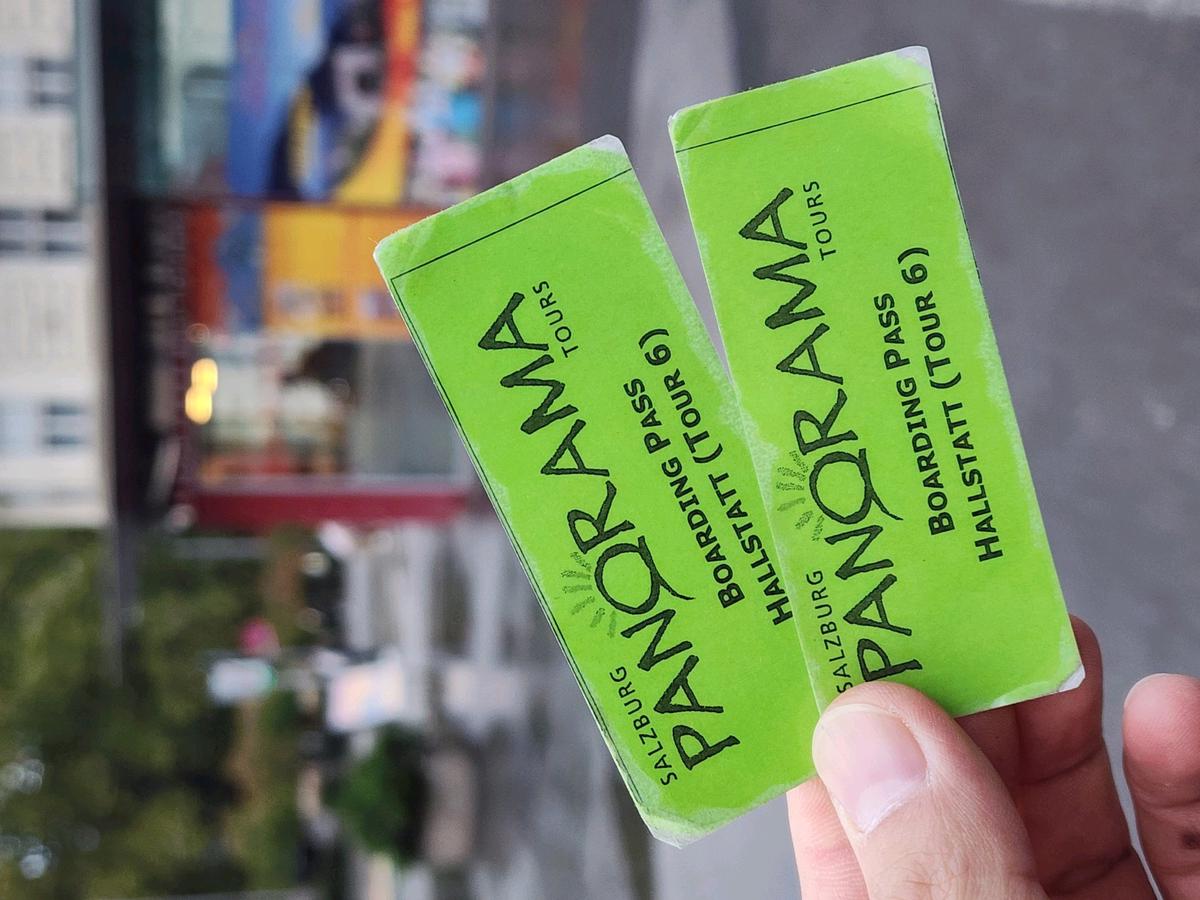 SALZBURG
PANORAMA
TOURS
BOARDING PASS
HALLSTATT (TOUR 6)
SALZBURG
PANORAMA
TOURS
BOARDING PASS
HALLSTATT (TOUR 6)